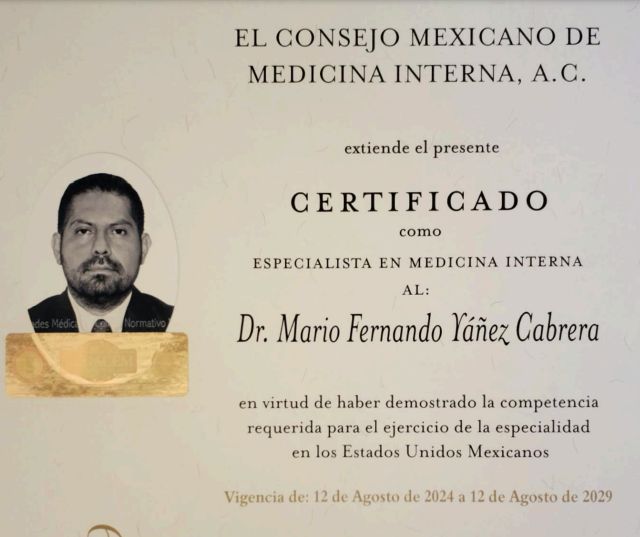 EL CONSEJO MEXICANO DE
MEDICINA INTERNA, A.C.
extiende el presente
CERTIFICADO
como
ESPECIALISTA EN MEDICINA INTERNA
AL:
Dr. Mario Fernando Yáñez Cabrera
en virtud de haber demostrado la competencia
requerida para el ejercicio de la especialidad
en los Estados Unidos Mexicanos
Vigencia de: 12 de Agosto de 2024 a 12 de Agosto de 2029
Normativo